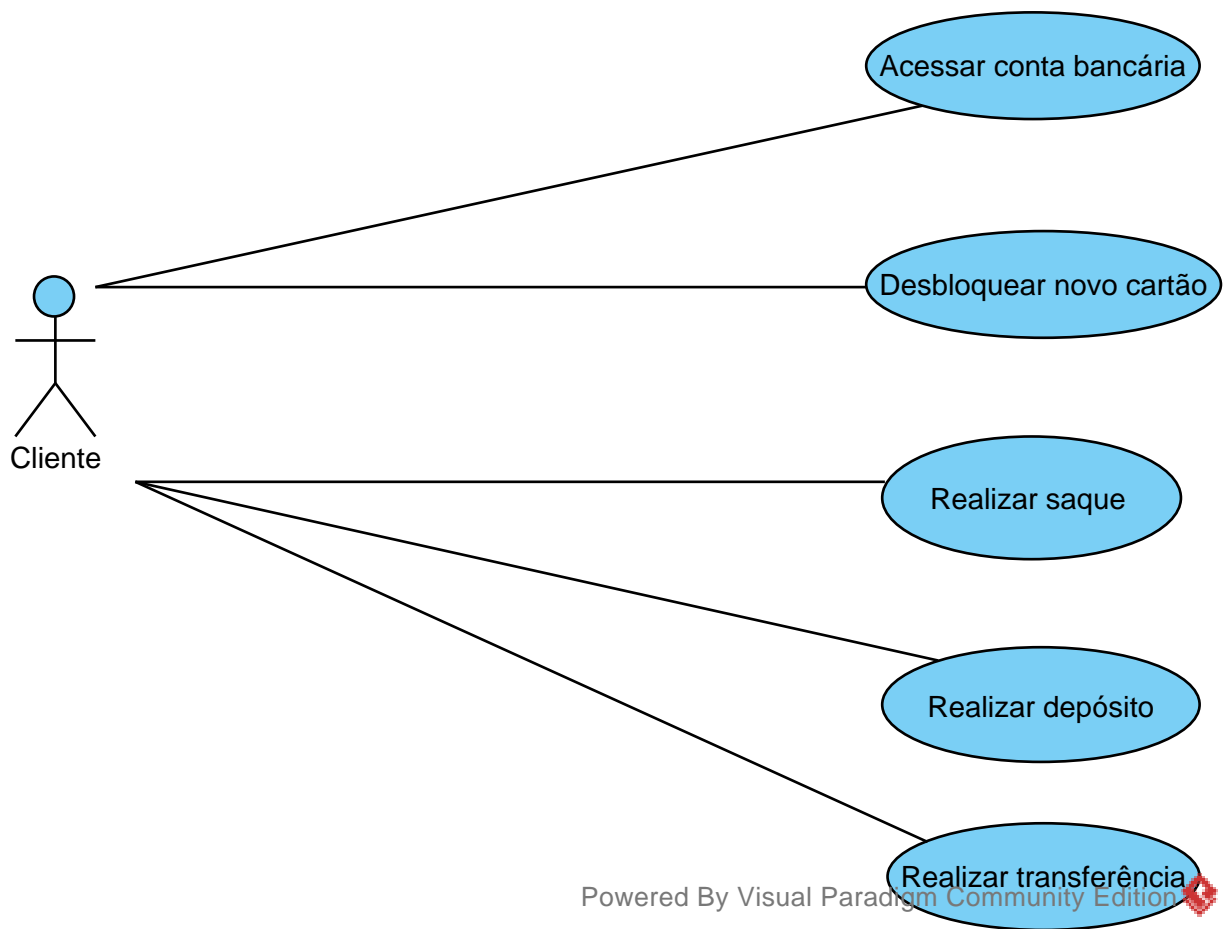 Acessar conta bancária
Desbloquear novo cartão
Cliente
Realizar saque
Realizar depósito
Realizar transferência
Powered By Visual Paradigm Community Edition